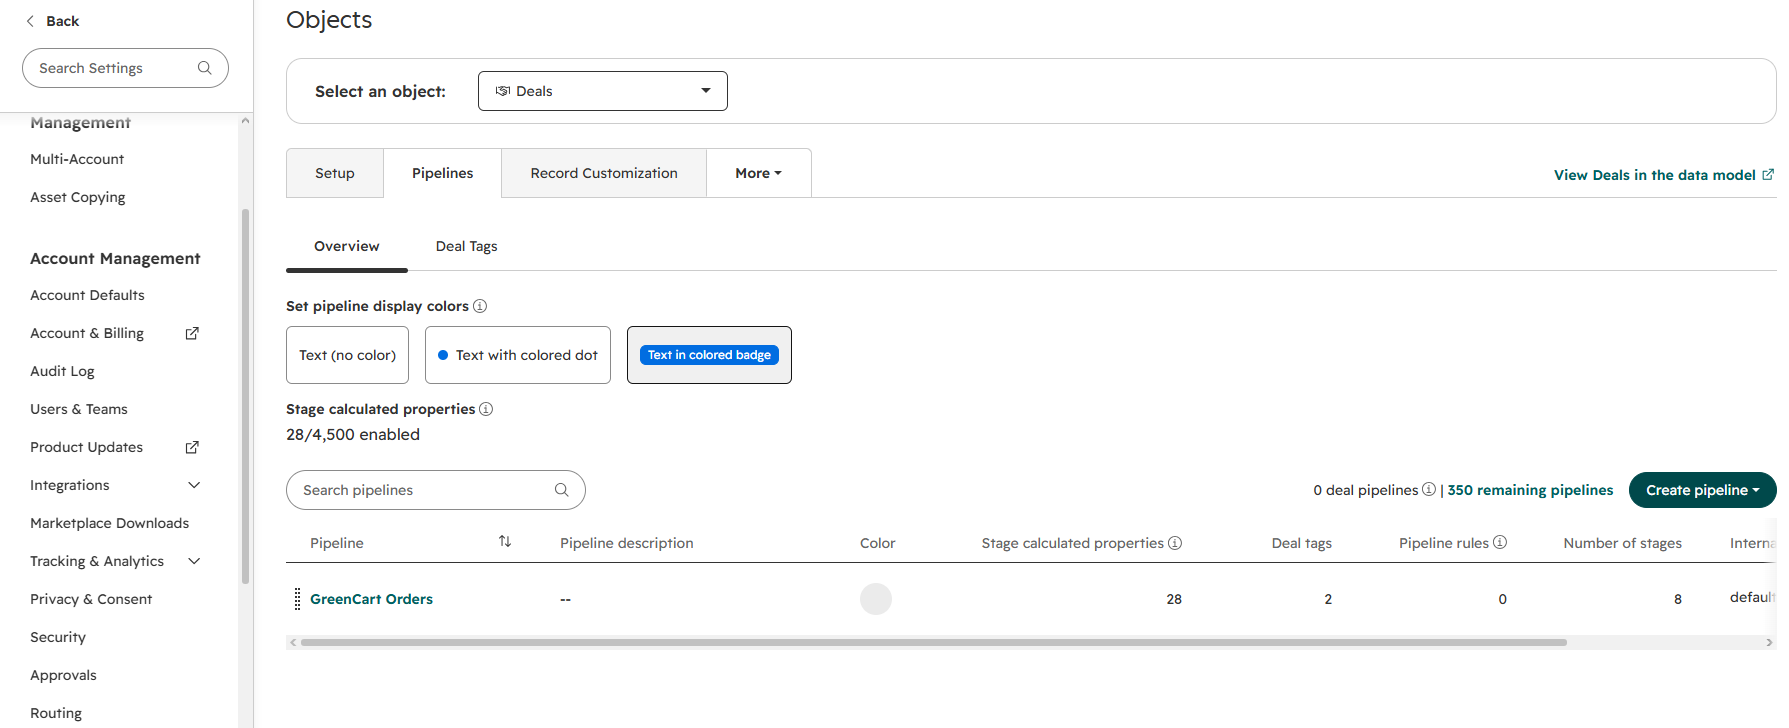 Back
Search Settings
Management
Multi-Account
Asset Copying
Account Management
Account Defaults
Account & Billing
Audit Log
Users & Teams
Product Updates
Integrations
Marketplace Downloads
Tracking & Analytics
Privacy & Consent
Security
Approvals
Routing
Objects
Select an object: Deals
Setup Pipelines Record Customization More
View Deals in the data model
Overview Deal Tags
Set pipeline display colors
Text (no color) Text with colored dot Text in colored badge
Stage calculated properties
28/4,500 enabled
Search pipelines
0 deal pipelines | 350 remaining pipelines Create pipeline
Pipeline Pipeline description Color Stage calculated properties Deal tags Pipeline rules Number of stages Interna
GreenCart Orders -- 28 2 0 8 default